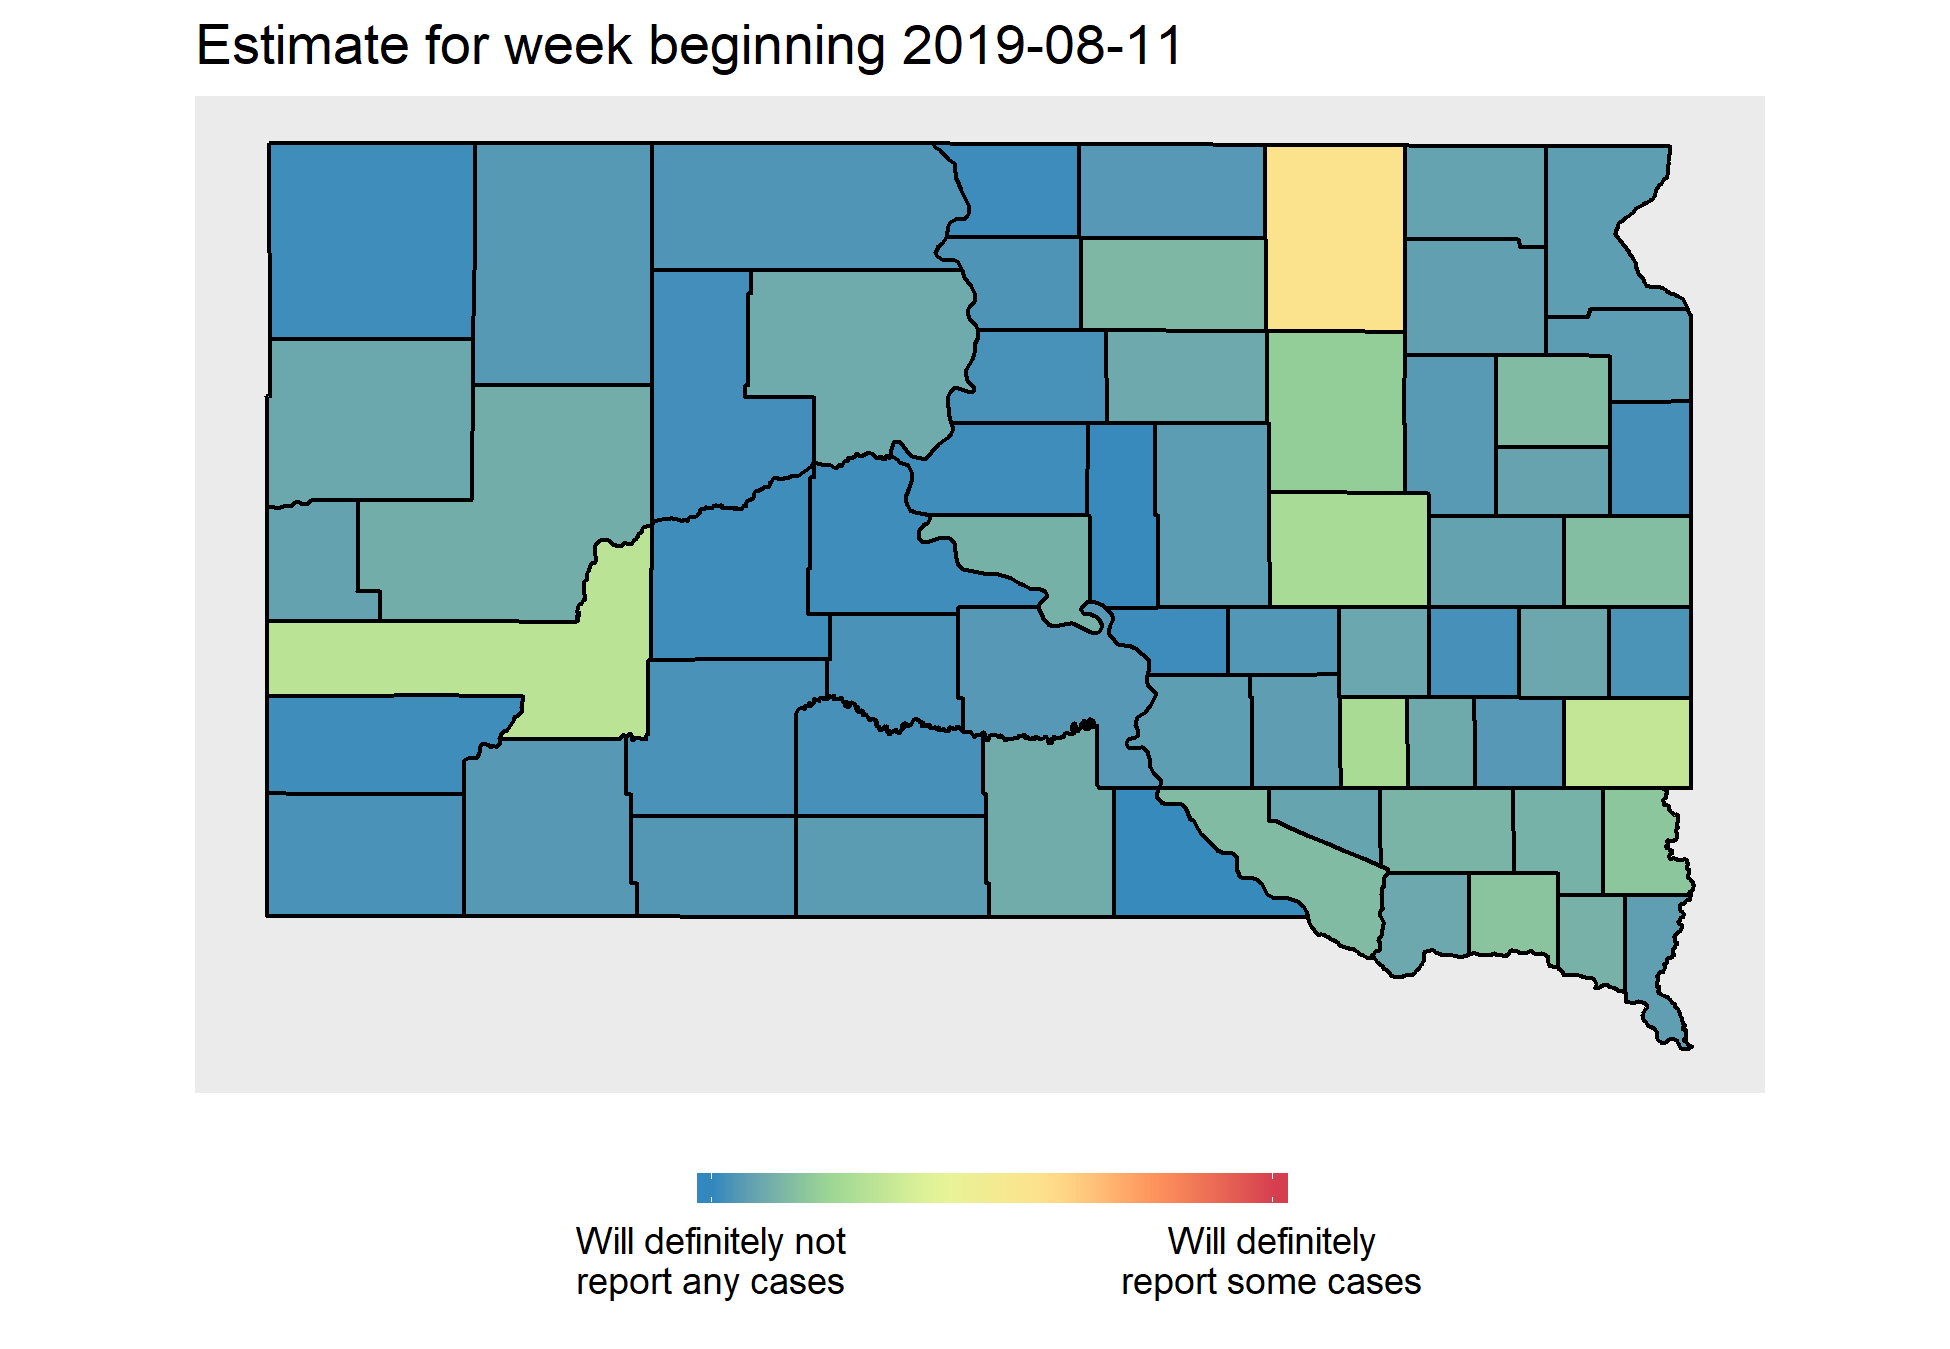 Estimate for week beginning 2019-08-11
Will definitely not
report any cases
Will definitely
report some cases